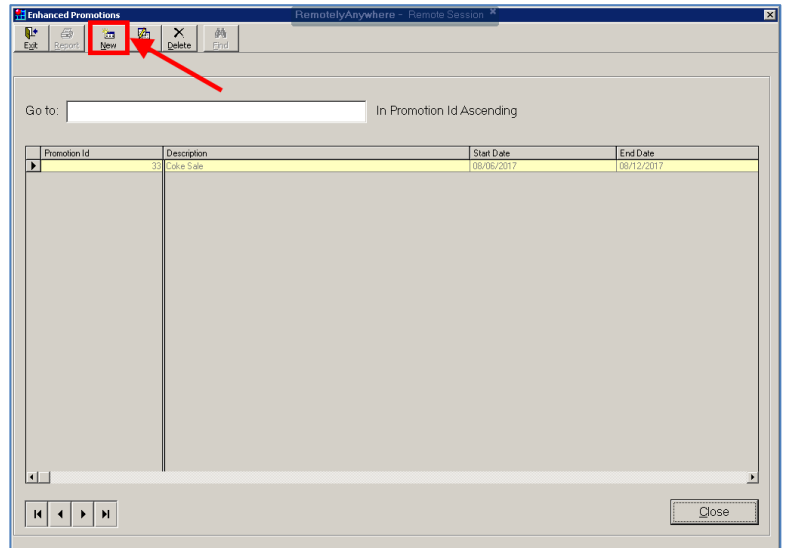 Enhanced Promotions
RemotelyAnywhere - Remote Session
Exit Report New Delete Find
Go to: In Promotion Id Ascending
Promotion Id Description Start Date End Date
33 Coke Sale 08/06/2017 08/12/2017
Close